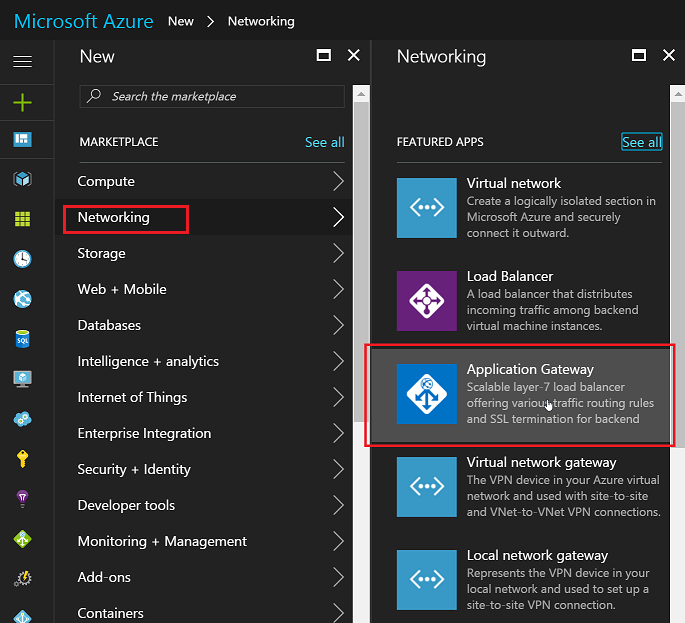 Microsoft Azure New > Networking
New
Search the marketplace
MARKETPLACE See all
Compute
Networking
Storage
Web + Mobile
Databases
Intelligence + analytics
Internet of Things
Enterprise Integration
Security + Identity
Developer tools
Monitoring + Management
Add-ons
Containers
Networking
FEATURED APPS See all
Virtual network
Create a logically isolated section in
Microsoft Azure and securely
connect it outward.
Load Balancer
A load balancer that distributes
incoming traffic among backend
virtual machine instances.
Application Gateway
Scalable layer-7 load balancer
offering various traffic routing rules
and SSL termination for backend
Virtual network gateway
The VPN device in your Azure virtual
network and used with site-to-site
and VNet-to-VNet VPN connections.
Local network gateway
Represents the VPN device in your
local network and used to set up a
site-to-site VPN connection.
SQL